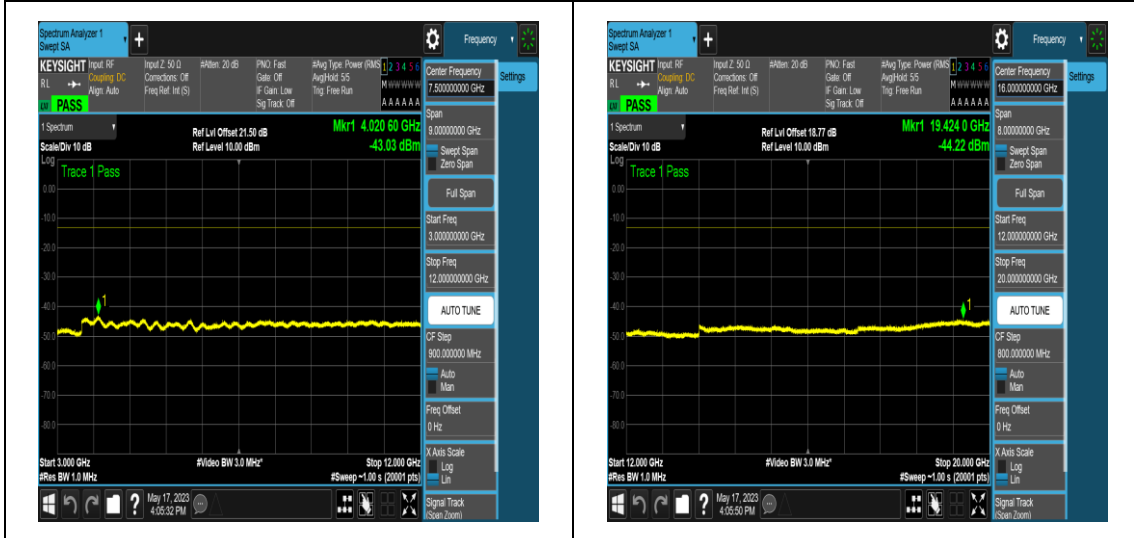 Spectrum Analyzer 1
Swept SA
+
Frequency
KEYSIGHT Input: RF Input Z: 50 Ω #Atten: 20 dB PNO: Fast #Avg Type: Power (RMS 1 2 3 4 5 6
Coupling: DC Corrections: Off Gate: Off Avg|Hold: 5/5
RL Align: Auto Freq Ref: Int (S) IF Gain: Low Trig: Free Run
Sig Track: Off A A A A A A
PASS
Center Frequency
7.500000000 GHz
Settings
1 Spectrum
Ref Lvl Offset 21.50 dB
Mkr1 4.020 60 GHz
Scale/Div 10 dB
Ref Level 10.00 dBm
-43.03 dBm
Log
Trace 1 Pass
0.00
-10.0
-20.0
-30.0
-40.0
-50.0
-60.0
-70.0
-80.0
1
Span
9.00000000 GHz
Swept Span
Zero Span
Full Span
Start Freq
3.000000000 GHz
Stop Freq
12.000000000 GHz
AUTO TUNE
CF Step
900.000000 MHz
Auto
Man
Freq Offset
0 Hz
X Axis Scale
Log
Lin
Signal Track
(Span Zoom)
Start 3.000 GHz
#Video BW 3.0 MHz*
Stop 12.000 GHz
#Res BW 1.0 MHz
#Sweep ~1.00 s (20001 pts)
?
May 17, 2023
4:05:32 PM
Spectrum Analyzer 1
Swept SA
+
Frequency
KEYSIGHT Input: RF Input Z: 50 Ω #Atten: 20 dB PNO: Fast #Avg Type: Power (RMS 1 2 3 4 5 6
Coupling: DC Corrections: Off Gate: Off Avg|Hold: 5/5
RL Align: Auto Freq Ref: Int (S) IF Gain: Low Trig: Free Run
Sig Track: Off A A A A A A
PASS
Center Frequency
16.000000000 GHz
Settings
1 Spectrum
Ref Lvl Offset 18.77 dB
Mkr1 19.424 0 GHz
Scale/Div 10 dB
Ref Level 10.00 dBm
-44.22 dBm
Log
Trace 1 Pass
0.00
-10.0
-20.0
-30.0
-40.0
-50.0
-60.0
-70.0
-80.0
1
Span
8.00000000 GHz
Swept Span
Zero Span
Full Span
Start Freq
12.000000000 GHz
Stop Freq
20.000000000 GHz
AUTO TUNE
CF Step
800.000000 MHz
Auto
Man
Freq Offset
0 Hz
X Axis Scale
Log
Lin
Signal Track
(Span Zoom)
Start 12.000 GHz
#Video BW 3.0 MHz*
Stop 20.000 GHz
#Res BW 1.0 MHz
#Sweep ~1.00 s (20001 pts)
?
May 17, 2023
4:05:50 PM